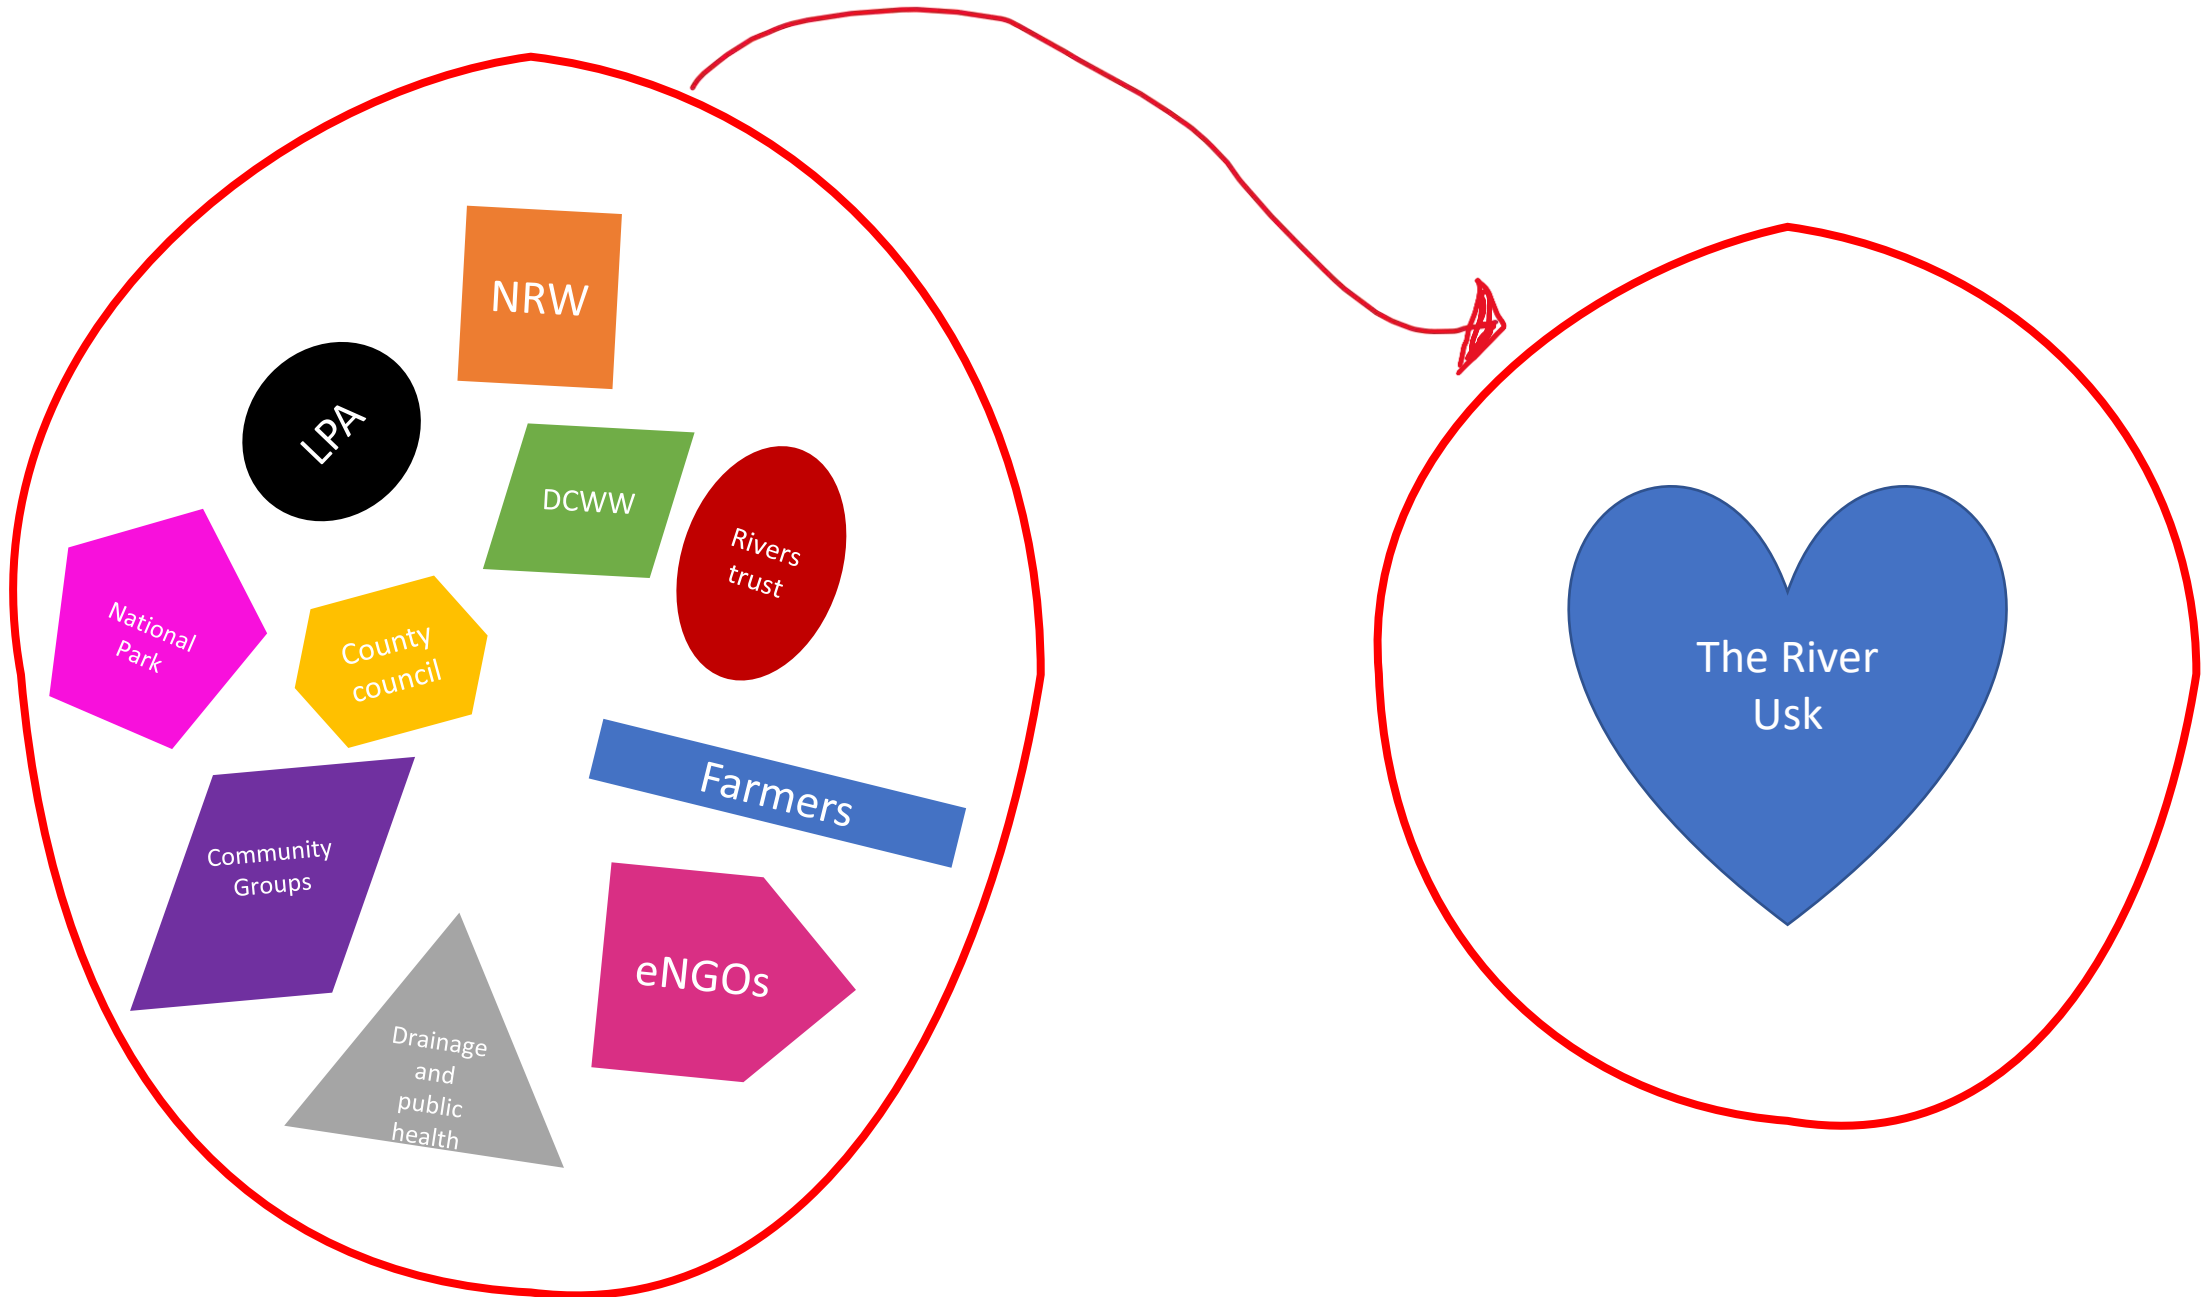 NRW
LPA
DCWW
Rivers
trust
National
Park
County
council
Farmers
Community
Groups
eNGOs
Drainage
and
public
health
The River
Usk